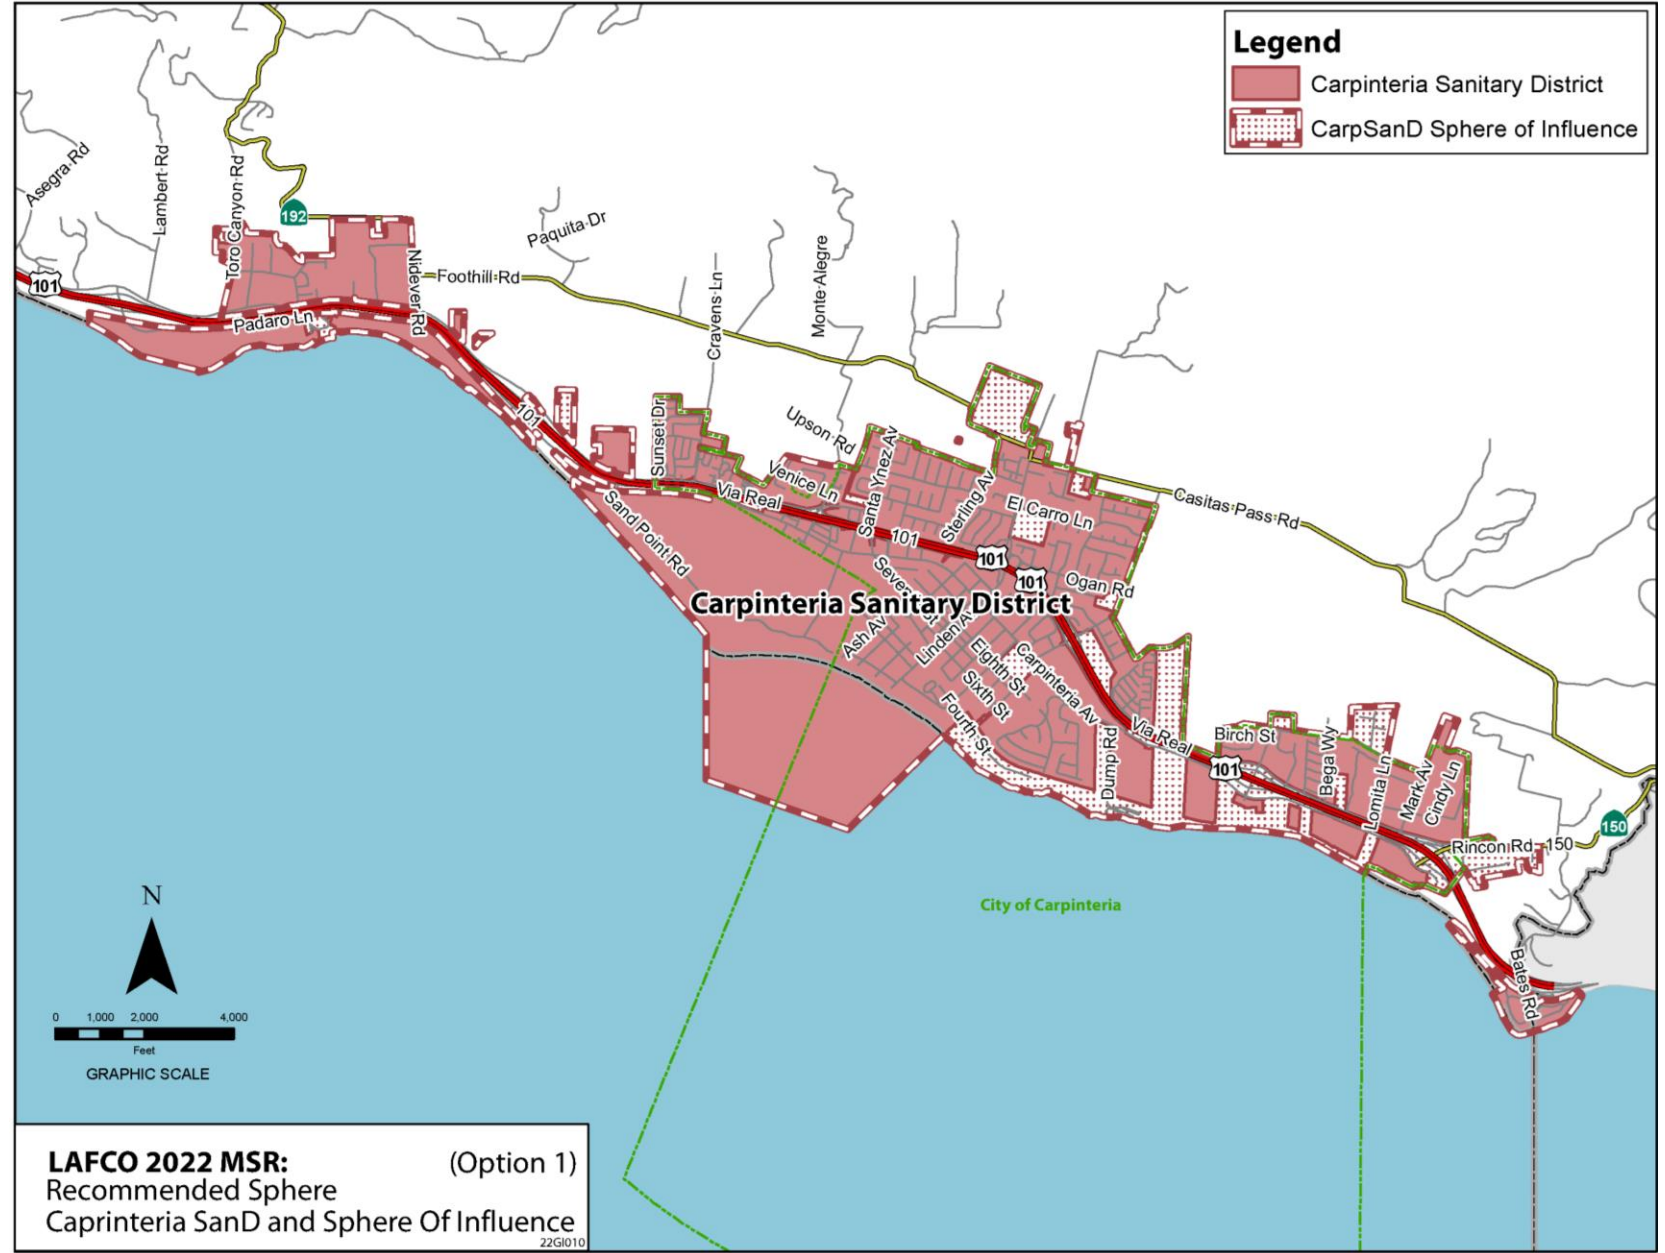 Legend
Carpinteria Sanitary District
CarpSanD Sphere of Influence
Asegra Rd
Lambert Rd
Toro Canyon Rd
192
Nidever Rd
101
Padaro Ln
Foothill Rd
Paquita Dr
Cravens Ln
Monte Alegre
101
Sunset Dr
Upson Rd
Venice Ln
Via Real
Santa Ynez Av
Sterling Av
El Carro Ln
Casitas Pass Rd
101
101
101
Ogan Rd
Sand Point Rd
Carpinteria Sanitary District
Ash Av
Linden Av
Eighth St
Sixth St
Fourth St
Carpinteria Av
Dump Rd
Via Real
101
Birch St
Bega Wy
Lomita Ln
Mark Av
Cindy Ln
Rincon Rd 150
150
Bates Rd
City of Carpinteria
N
0 1,000 2,000 4,000
Feet
GRAPHIC SCALE
LAFCO 2022 MSR: (Option 1)
Recommended Sphere
Caprinteria SanD and Sphere Of Influence
22GI010